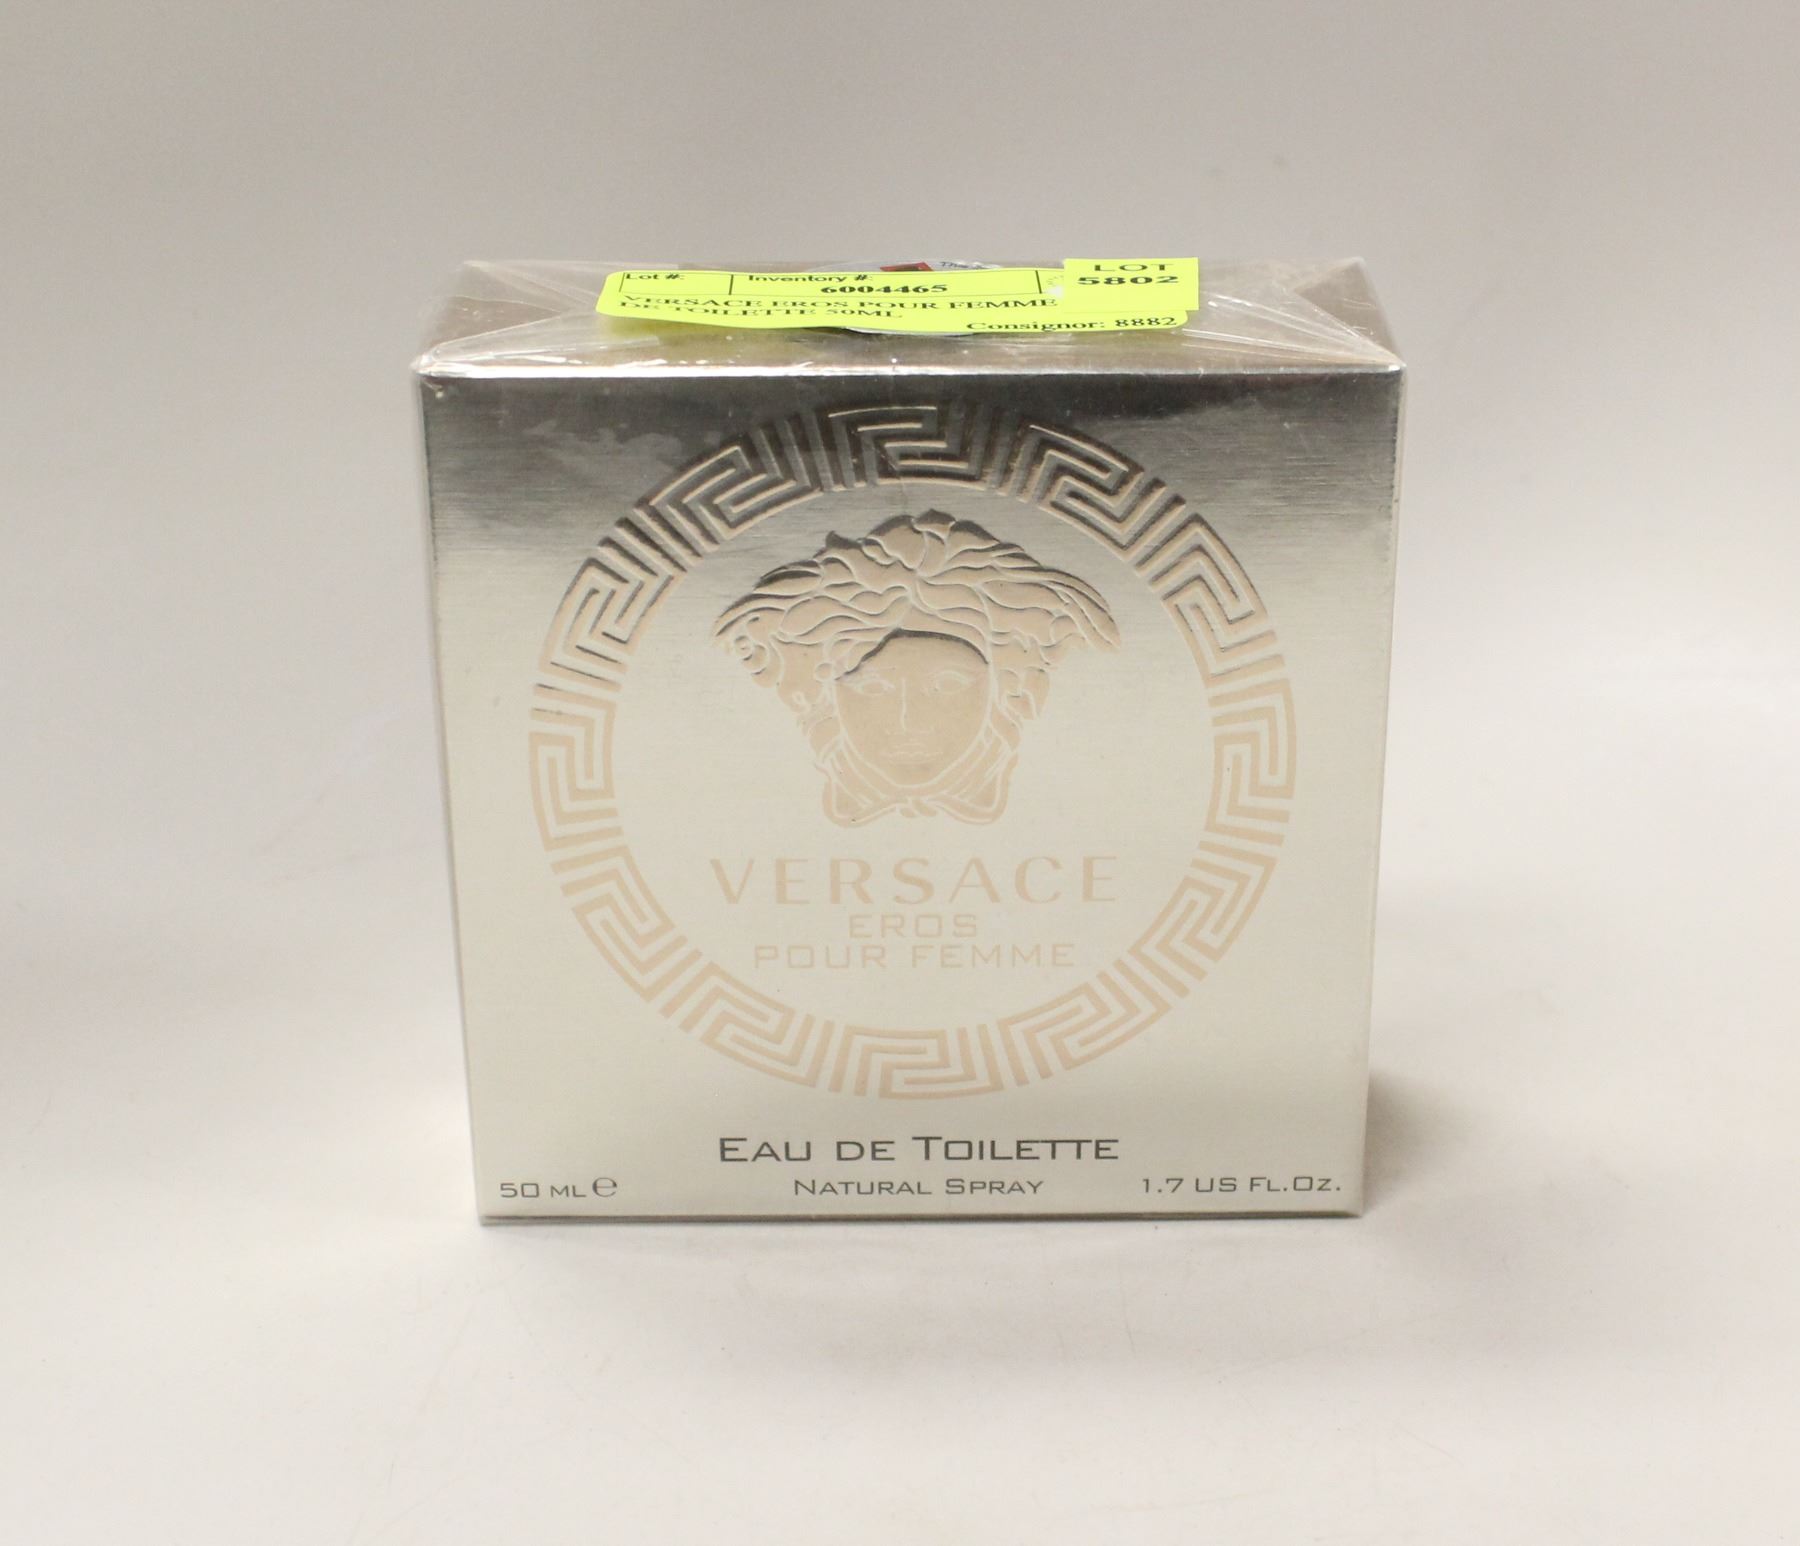 Lot #: Inventory #: LOT
6004465 5802
VERSACE EROS POUR FEMME
DE TOILETTE 50ML
Consignor: 8882
VERSACE
EROS
POUR FEMME
EAU DE TOILETTE
50 ML e NATURAL SPRAY 1.7 US FL.OZ.